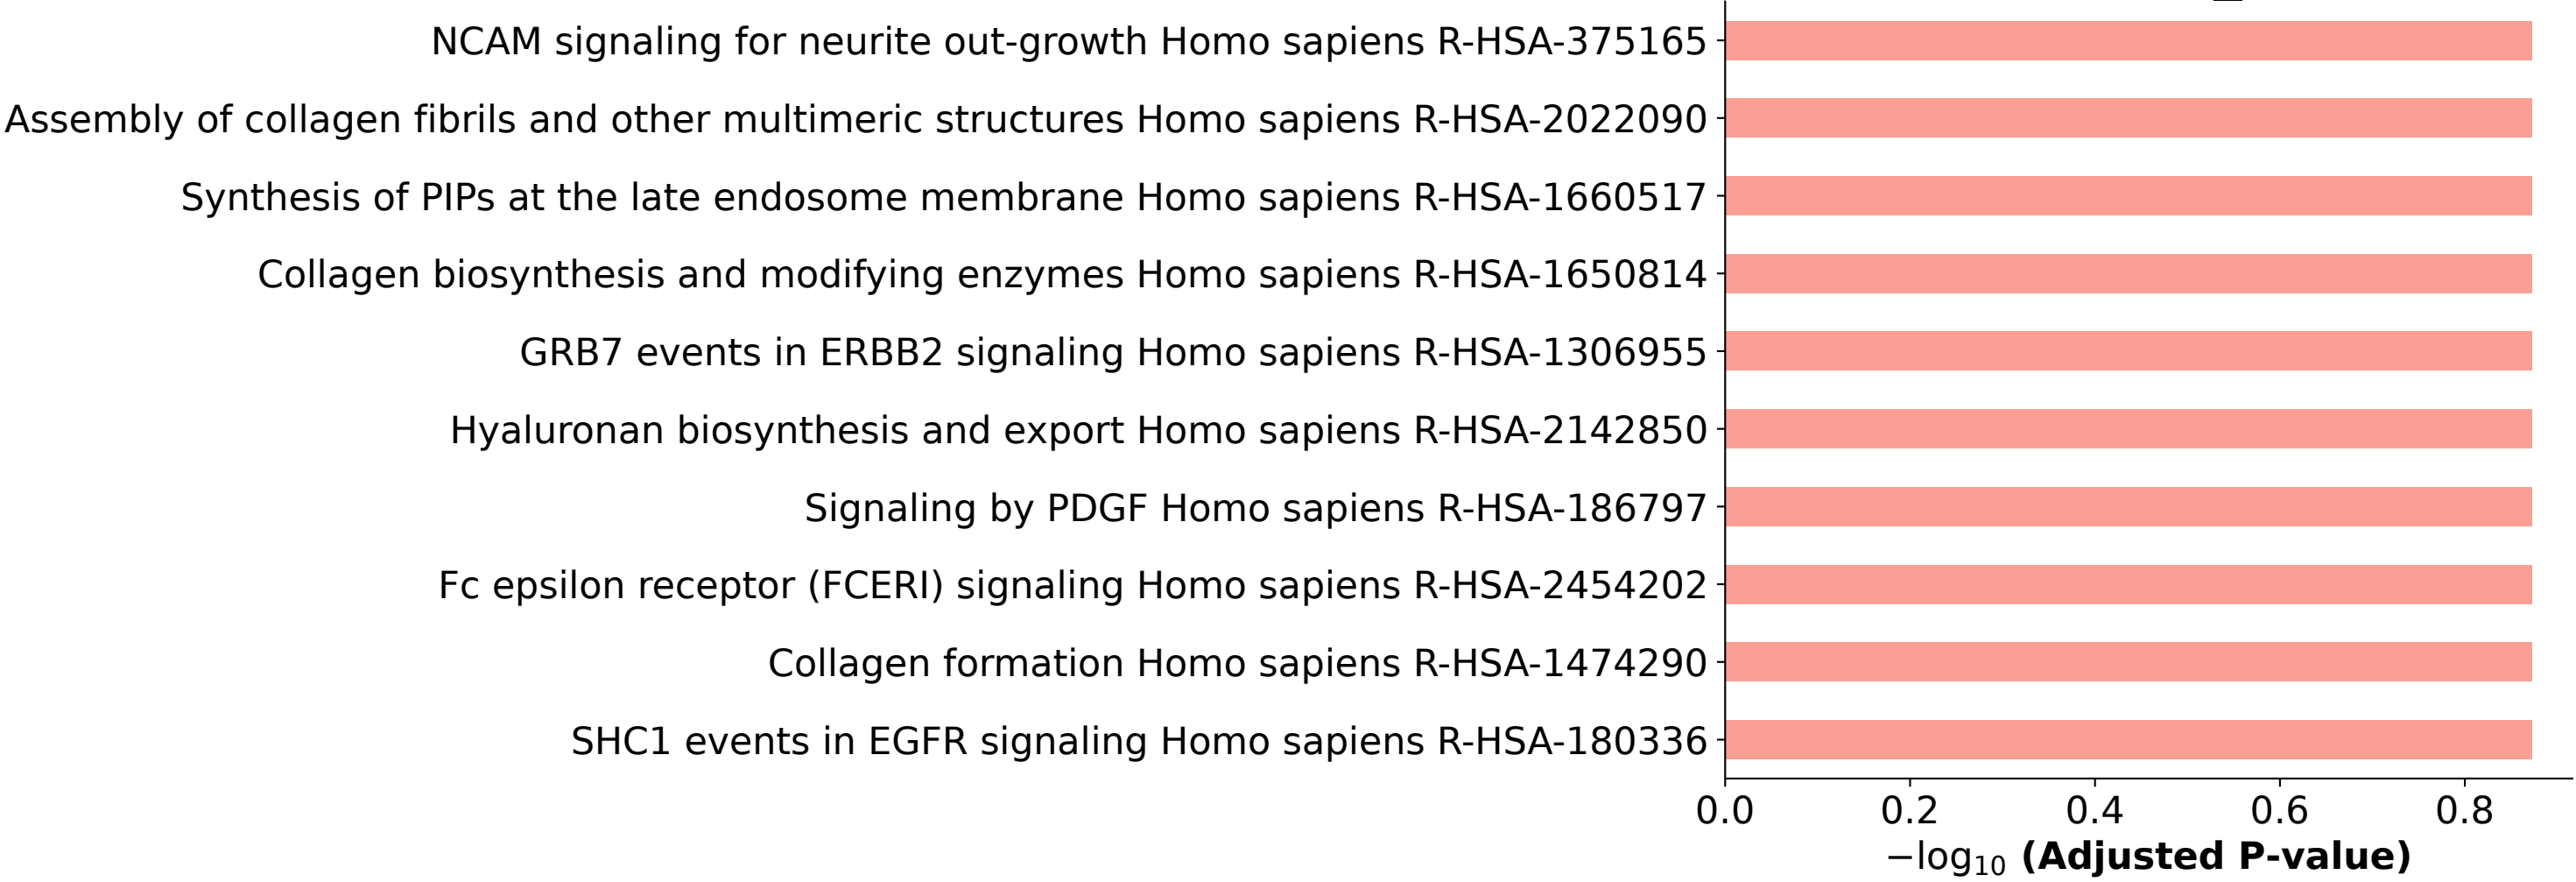 NCAM signaling for neurite out-growth Homo sapiens R-HSA-375165
Assembly of collagen fibrils and other multimeric structures Homo sapiens R-HSA-2022090
Synthesis of PIPs at the late endosome membrane Homo sapiens R-HSA-1660517
Collagen biosynthesis and modifying enzymes Homo sapiens R-HSA-1650814
GRB7 events in ERBB2 signaling Homo sapiens R-HSA-1306955
Hyaluronan biosynthesis and export Homo sapiens R-HSA-2142850
Signaling by PDGF Homo sapiens R-HSA-186797
Fc epsilon receptor (FCERI) signaling Homo sapiens R-HSA-2454202
Collagen formation Homo sapiens R-HSA-1474290
SHC1 events in EGFR signaling Homo sapiens R-HSA-180336
0.0 0.2 0.4 0.6 0.8
−log₁₀ (Adjusted P-value)